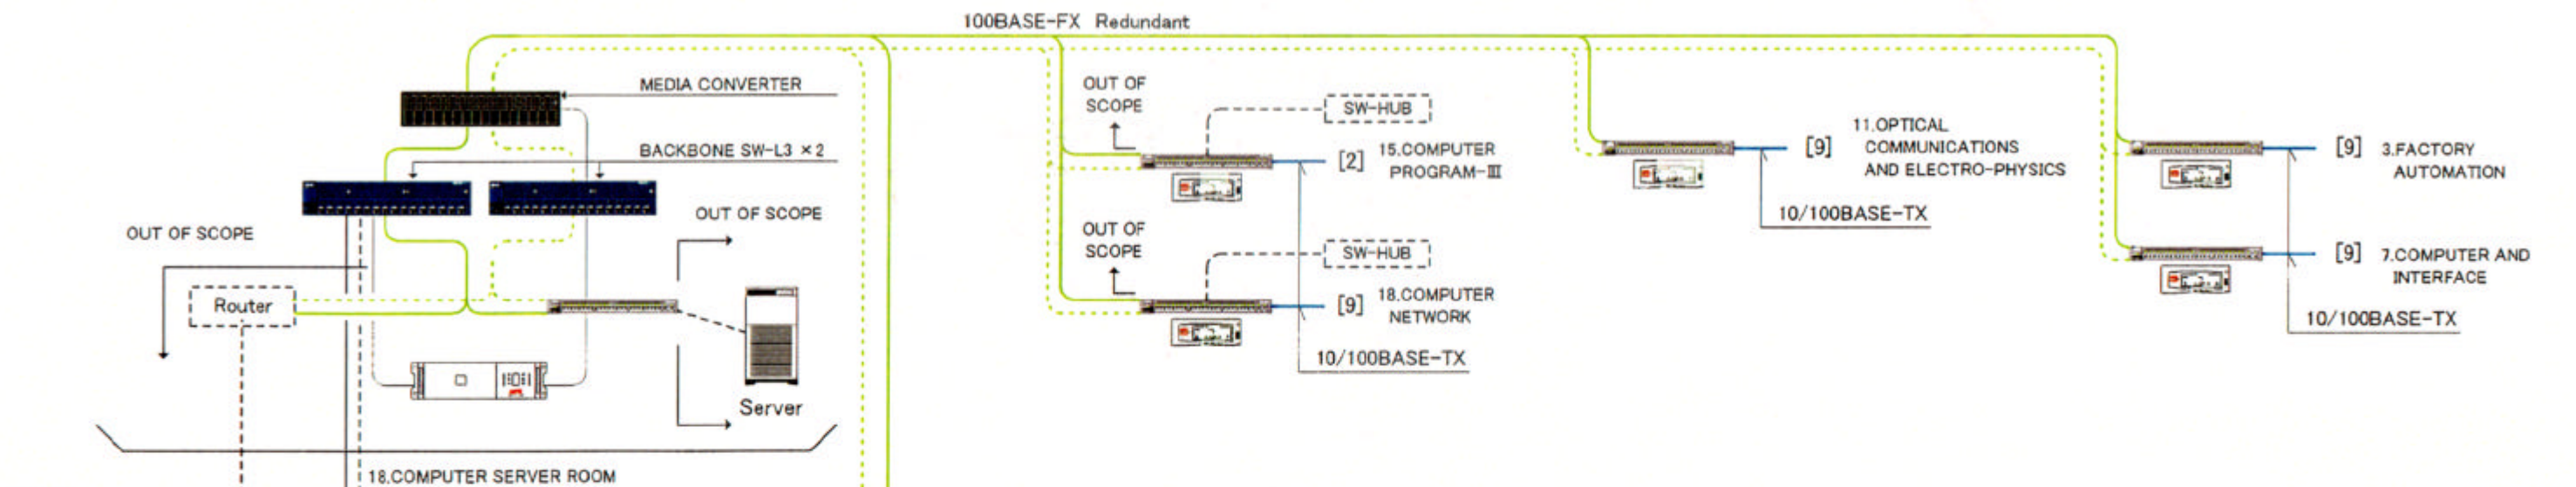 100BASE-FX Redundant
MEDIA CONVERTER
BACKBONE SW-L3 ×2
OUT OF SCOPE
OUT OF SCOPE
Router
Server
18.COMPUTER SERVER ROOM
OUT OF
SCOPE
SW-HUB
[2] 15.COMPUTER
PROGRAM-III
OUT OF
SCOPE
SW-HUB
[9] 18.COMPUTER
NETWORK
10/100BASE-TX
[9] 11.OPTICAL
COMMUNICATIONS
AND ELECTRO-PHYSICS
10/100BASE-TX
[9] 3.FACTORY
AUTOMATION
[9] 7.COMPUTER AND
INTERFACE
10/100BASE-TX